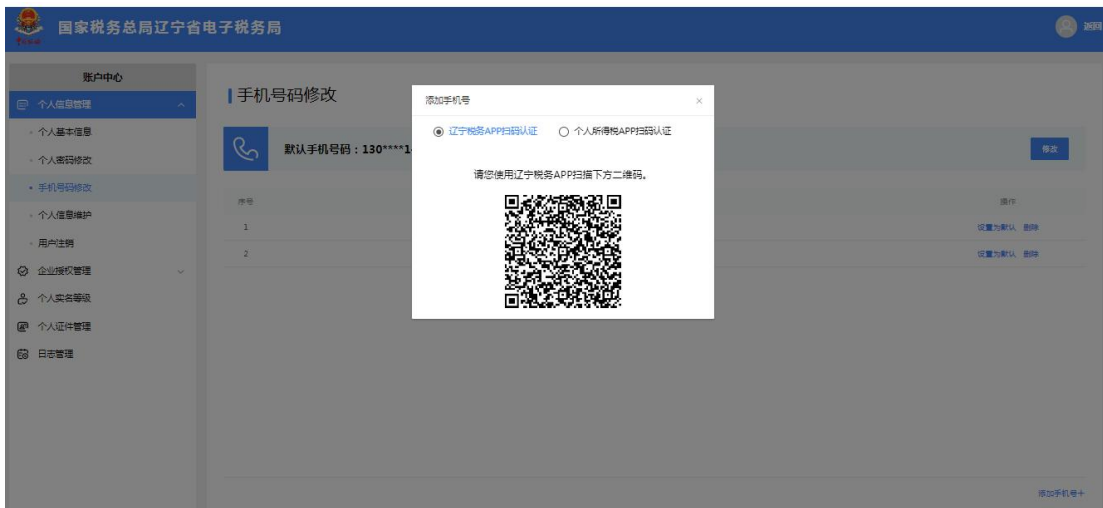 国家税务总局辽宁省电子税务局
返回
账户中心
个人信息管理
个人基本信息
个人密码修改
手机号码修改
个人信息维护
用户注销
企业授权管理
个人实名等级
个人证件管理
日志管理
手机号码修改
默认手机号码：130****1
修改
序号
操作
1
设置为默认 删除
2
设置为默认 删除
添加手机号+
添加手机号
×
辽宁税务APP扫码认证 个人所得税APP扫码认证
请您使用辽宁税务APP扫描下方二维码。